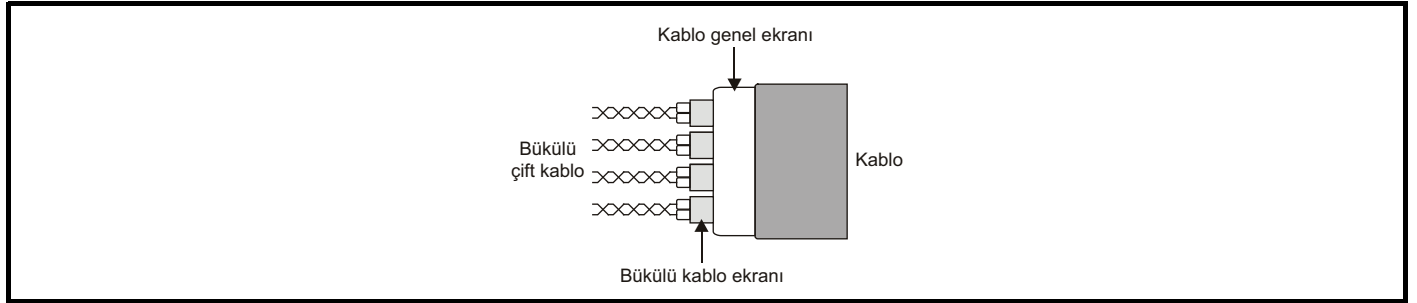 Kablo genel ekranı
Bükülü
çift kablo
Kablo
Bükülü kablo ekranı